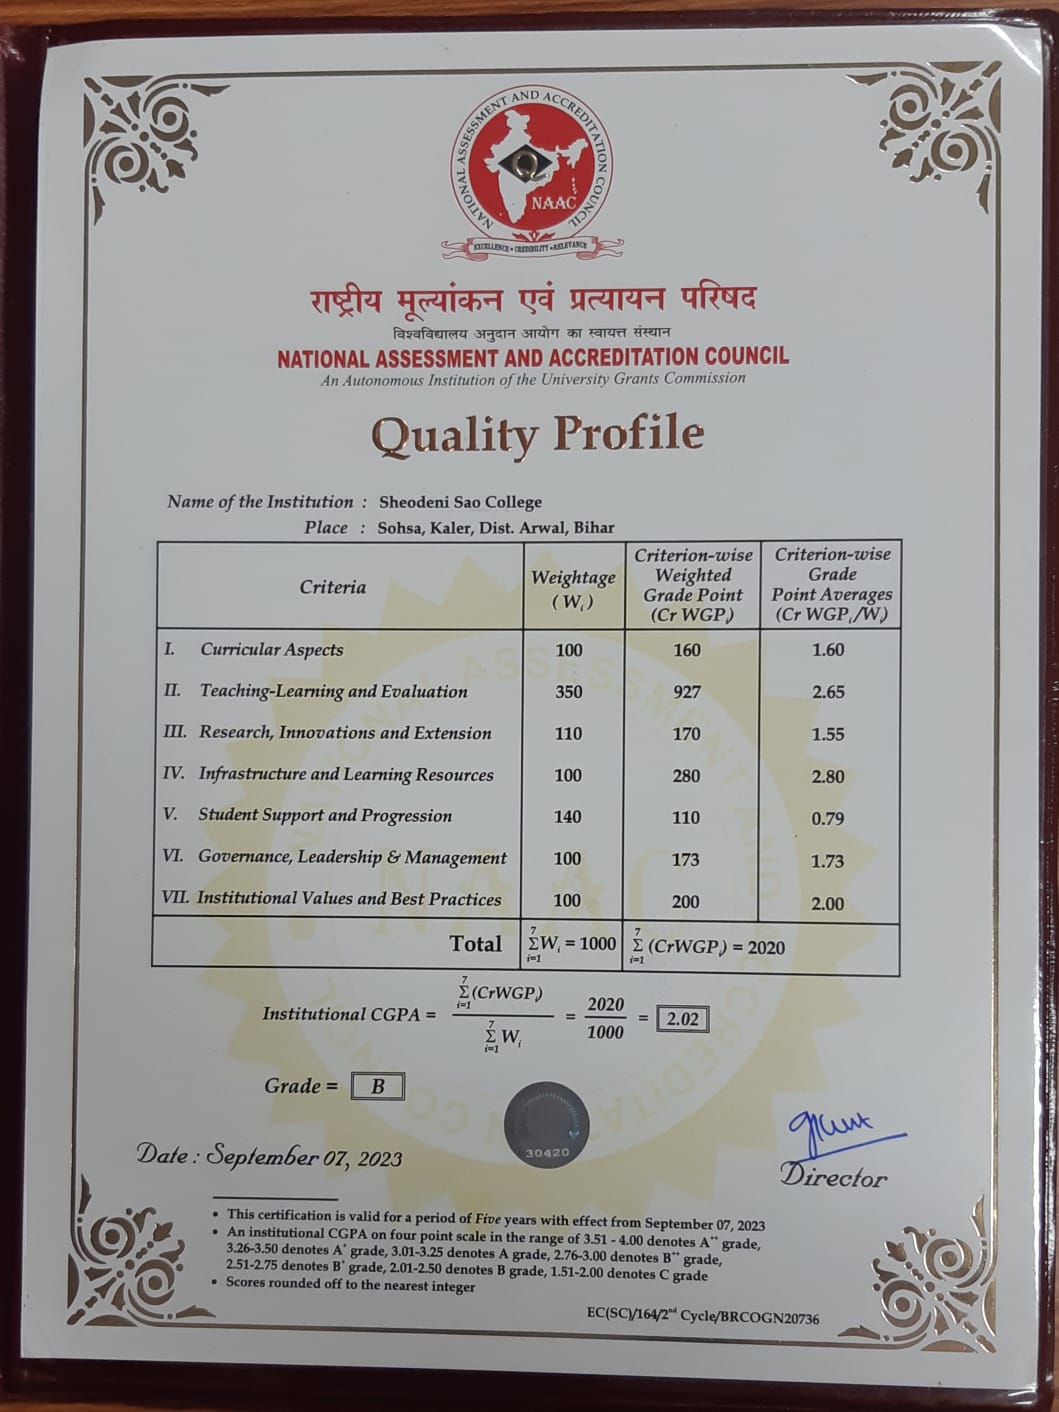 NATIONAL ASSESSMENT AND ACCREDITATION COUNCIL
Q
NAAC
EXCELLENCE • CREDIBILITY • RELEVANCE
राष्ट्रीय मूल्यांकन एवं प्रत्यायन परिषद
विश्वविद्यालय अनुदान आयोग का स्वायत्त संस्थान
NATIONAL ASSESSMENT AND ACCREDITATION COUNCIL
An Autonomous Institution of the University Grants Commission
Quality Profile
Name of the Institution : Sheodeni Sao College
Place : Sohsa, Kaler, Dist. Arwal, Bihar
Criteria | Weightage (Wi) | Criterion-wise Weighted Grade Point (Cr WGPi) | Criterion-wise Grade Point Averages (Cr WGPi/Wi)
I. Curricular Aspects 100 160 1.60
II. Teaching-Learning and Evaluation 350 927 2.65
III. Research, Innovations and Extension 110 170 1.55
IV. Infrastructure and Learning Resources 100 280 2.80
V. Student Support and Progression 140 110 0.79
VI. Governance, Leadership & Management 100 173 1.73
VII. Institutional Values and Best Practices 100 200 2.00
Total 7 Σ i=1 Wi = 1000 7 Σ i=1 (CrWGPi) = 2020
Institutional CGPA = 7 Σ i=1 (CrWGPi) / 7 Σ i=1 Wi = 2020 / 1000 = 2.02
Grade = B
30420
Date : September 07, 2023
Director
• This certification is valid for a period of Five years with effect from September 07, 2023
• An institutional CGPA on four point scale in the range of 3.51 - 4.00 denotes A++ grade,
3.26-3.50 denotes A+ grade, 3.01-3.25 denotes A grade, 2.76-3.00 denotes B++ grade,
2.51-2.75 denotes B+ grade, 2.01-2.50 denotes B grade, 1.51-2.00 denotes C grade
• Scores rounded off to the nearest integer
EC(SC)/164/2nd Cycle/BRCOGN20736